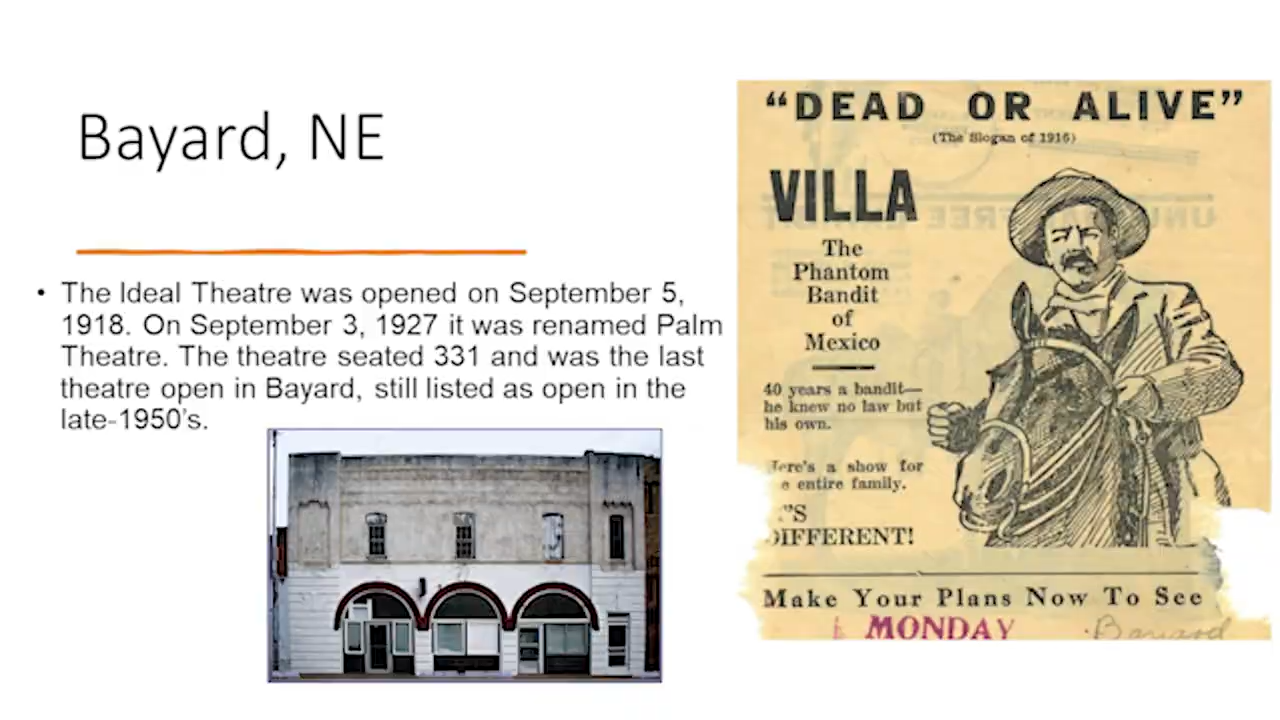 Bayard, NE
• The Ideal Theatre was opened on September 5,
1918. On September 3, 1927 it was renamed Palm
Theatre. The theatre seated 331 and was the last
theatre open in Bayard, still listed as open in the
late-1950's.
“DEAD OR ALIVE”
(The Slogan of 1916)
VILLA
The
Phantom
Bandit
of
Mexico
40 years a bandit—
he knew no law but
his own.
Here's a show for
e entire family.
"S
DIFFERENT!
Make Your Plans Now To See
MONDAY
Bayard